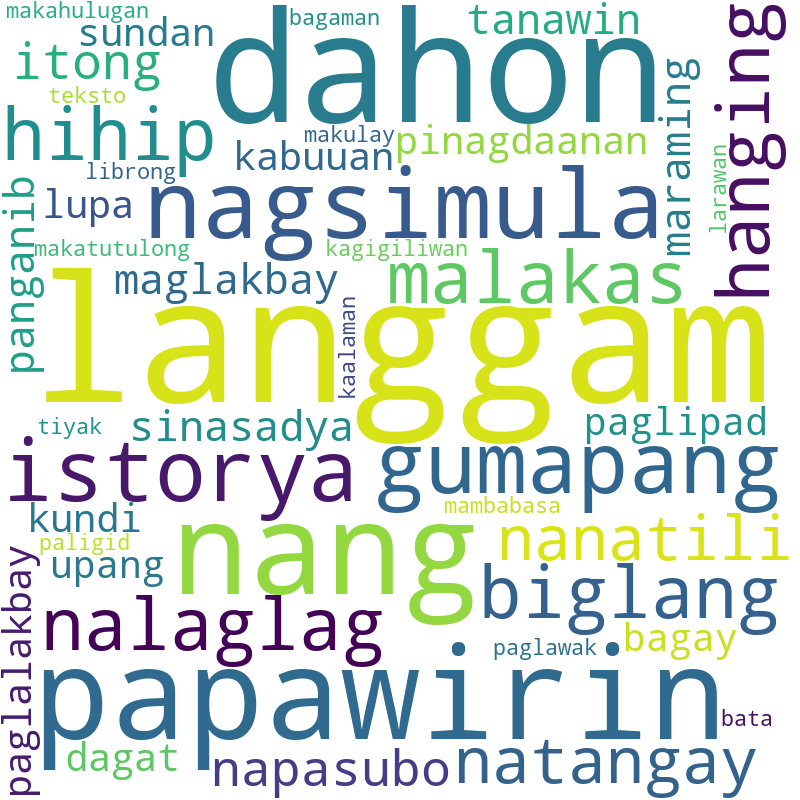 makahulugan
bagaman
dahon
tanawin
hanging
sundan
itong
teksto
hihip
makulay
pinagdaanan
maraming
kabuuan
librong
larawan
lupa
nagsimula
panganib
makatutulong
kagigiliwan
maglakbay
malakas
langgam
kaalaman
tiyak
sinasadya
paglipad
istorya
gumapang
kundi
nang
mambabasa
nanatili
paligid
upang
biglang
paglalakbay
nalaglag
bagay
paglawak
papawirin
bata
dagat
napasubo
natangay